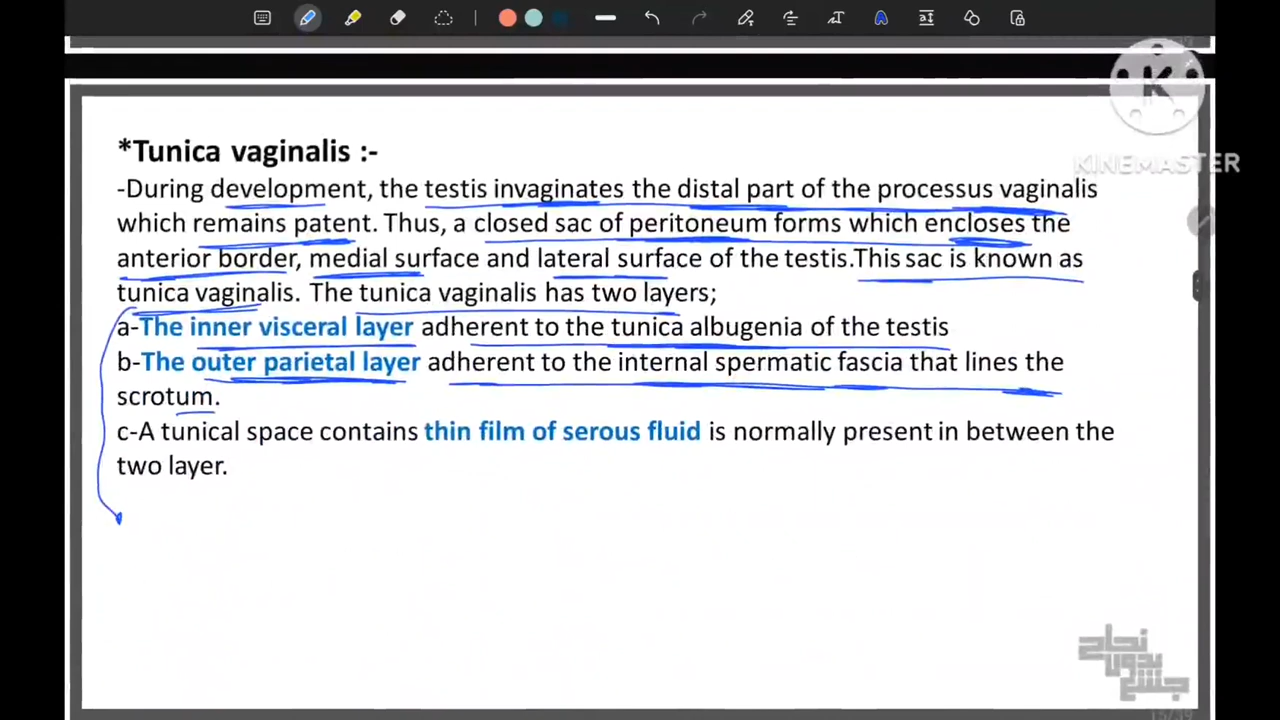 K
KINEMASTER
*Tunica vaginalis :-
-During development, the testis invaginates the distal part of the processus vaginalis
which remains patent. Thus, a closed sac of peritoneum forms which encloses the
anterior border, medial surface and lateral surface of the testis.This sac is known as
tunica vaginalis. The tunica vaginalis has two layers;
a-The inner visceral layer adherent to the tunica albugenia of the testis
b-The outer parietal layer adherent to the internal spermatic fascia that lines the
scrotum.
c-A tunical space contains thin film of serous fluid is normally present in between the
two layer.
نجاح
بدون
15/39